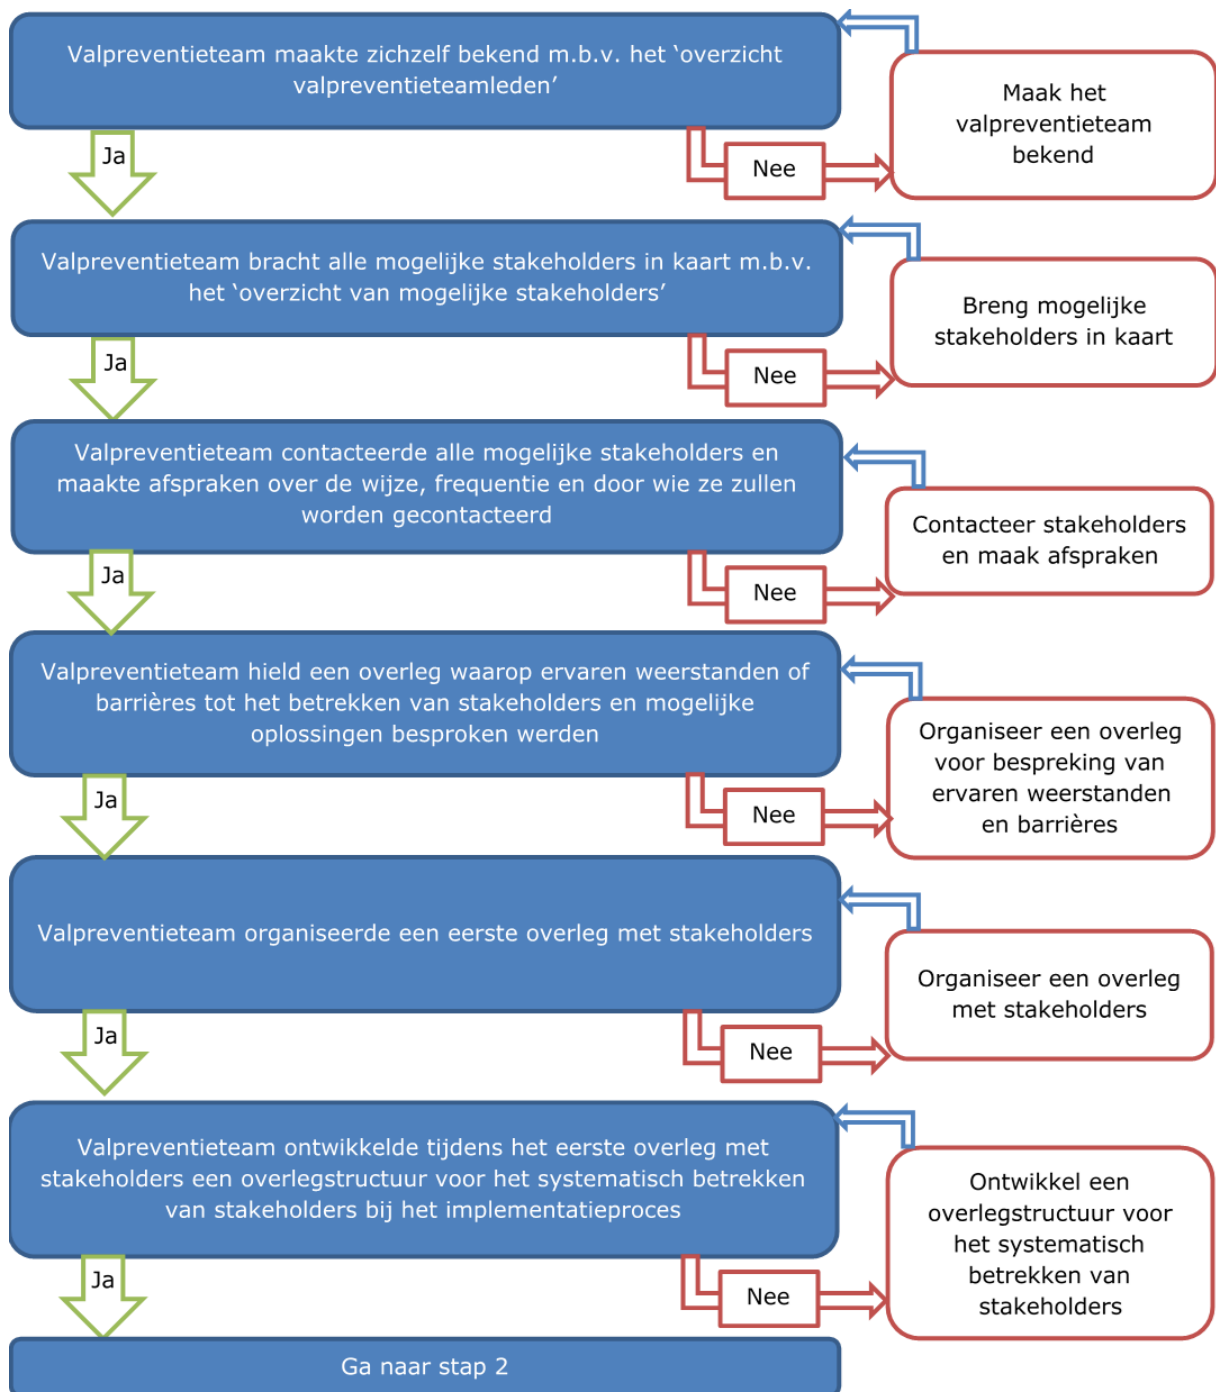 Valpreventieteam maakte zichzelf bekend m.b.v. het ‘overzicht
valpreventieteamleden’
Maak het
valpreventieteam
bekend
Ja
Nee
Valpreventieteam bracht alle mogelijke stakeholders in kaart m.b.v.
het ‘overzicht van mogelijke stakeholders’
Breng mogelijke
stakeholders in kaart
Ja
Nee
Valpreventieteam contacteerde alle mogelijke stakeholders en
maakte afspraken over de wijze, frequentie en door wie ze zullen
worden gecontacteerd
Contacteer stakeholders
en maak afspraken
Ja
Nee
Valpreventieteam hield een overleg waarop ervaren weerstanden of
barrières tot het betrekken van stakeholders en mogelijke
oplossingen besproken werden
Organiseer een overleg
voor bespreking van
ervaren weerstanden
en barrières
Ja
Nee
Valpreventieteam organiseerde een eerste overleg met stakeholders
Organiseer een overleg
met stakeholders
Ja
Nee
Valpreventieteam ontwikkelde tijdens het eerste overleg met
stakeholders een overlegstructuur voor het systematisch betrekken
van stakeholders bij het implementatieproces
Ontwikkel een
overlegstructuur voor
het systematisch
betrekken van
stakeholders
Ja
Nee
Ga naar stap 2